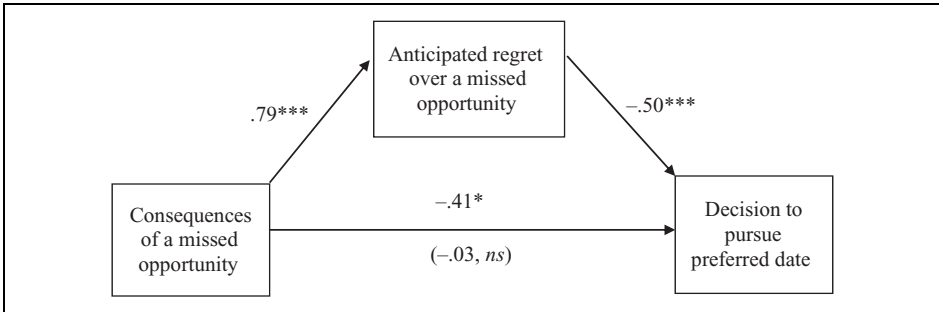 Anticipated regret
over a missed
opportunity
.79***
–.50***
Consequences
of a missed
opportunity
–.41*
(–.03, ns)
Decision to
pursue
preferred date